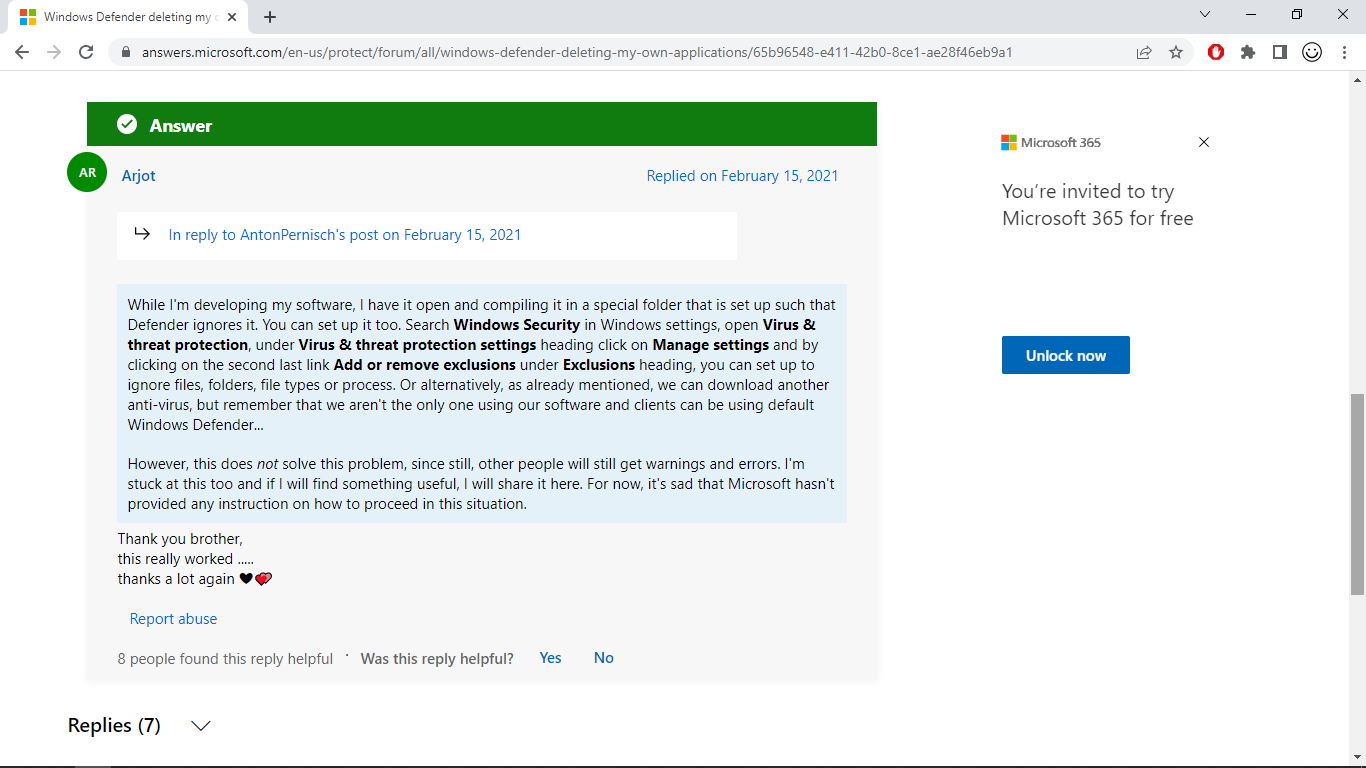 Windows Defender deleting my
answers.microsoft.com/en-us/protect/forum/all/windows-defender-deleting-my-own-applications/65b96548-e411-42b0-8ce1-ae28f46eb9a1
Answer
AR
Arjot
Replied on February 15, 2021
In reply to AntonPernisch's post on February 15, 2021
While I'm developing my software, I have it open and compiling it in a special folder that is set up such that
Defender ignores it. You can set up it too. Search Windows Security in Windows settings, open Virus &
threat protection, under Virus & threat protection settings heading click on Manage settings and by
clicking on the second last link Add or remove exclusions under Exclusions heading, you can set up to
ignore files, folders, file types or process. Or alternatively, as already mentioned, we can download another
anti-virus, but remember that we aren't the only one using our software and clients can be using default
Windows Defender...
However, this does not solve this problem, since still, other people will still get warnings and errors. I'm
stuck at this too and if I will find something useful, I will share it here. For now, it's sad that Microsoft hasn't
provided any instruction on how to proceed in this situation.
Thank you brother,
this really worked .....
thanks a lot again 🖤💕
Report abuse
8 people found this reply helpful · Was this reply helpful? Yes No
Replies (7)
Microsoft 365
You're invited to try
Microsoft 365 for free
Unlock now